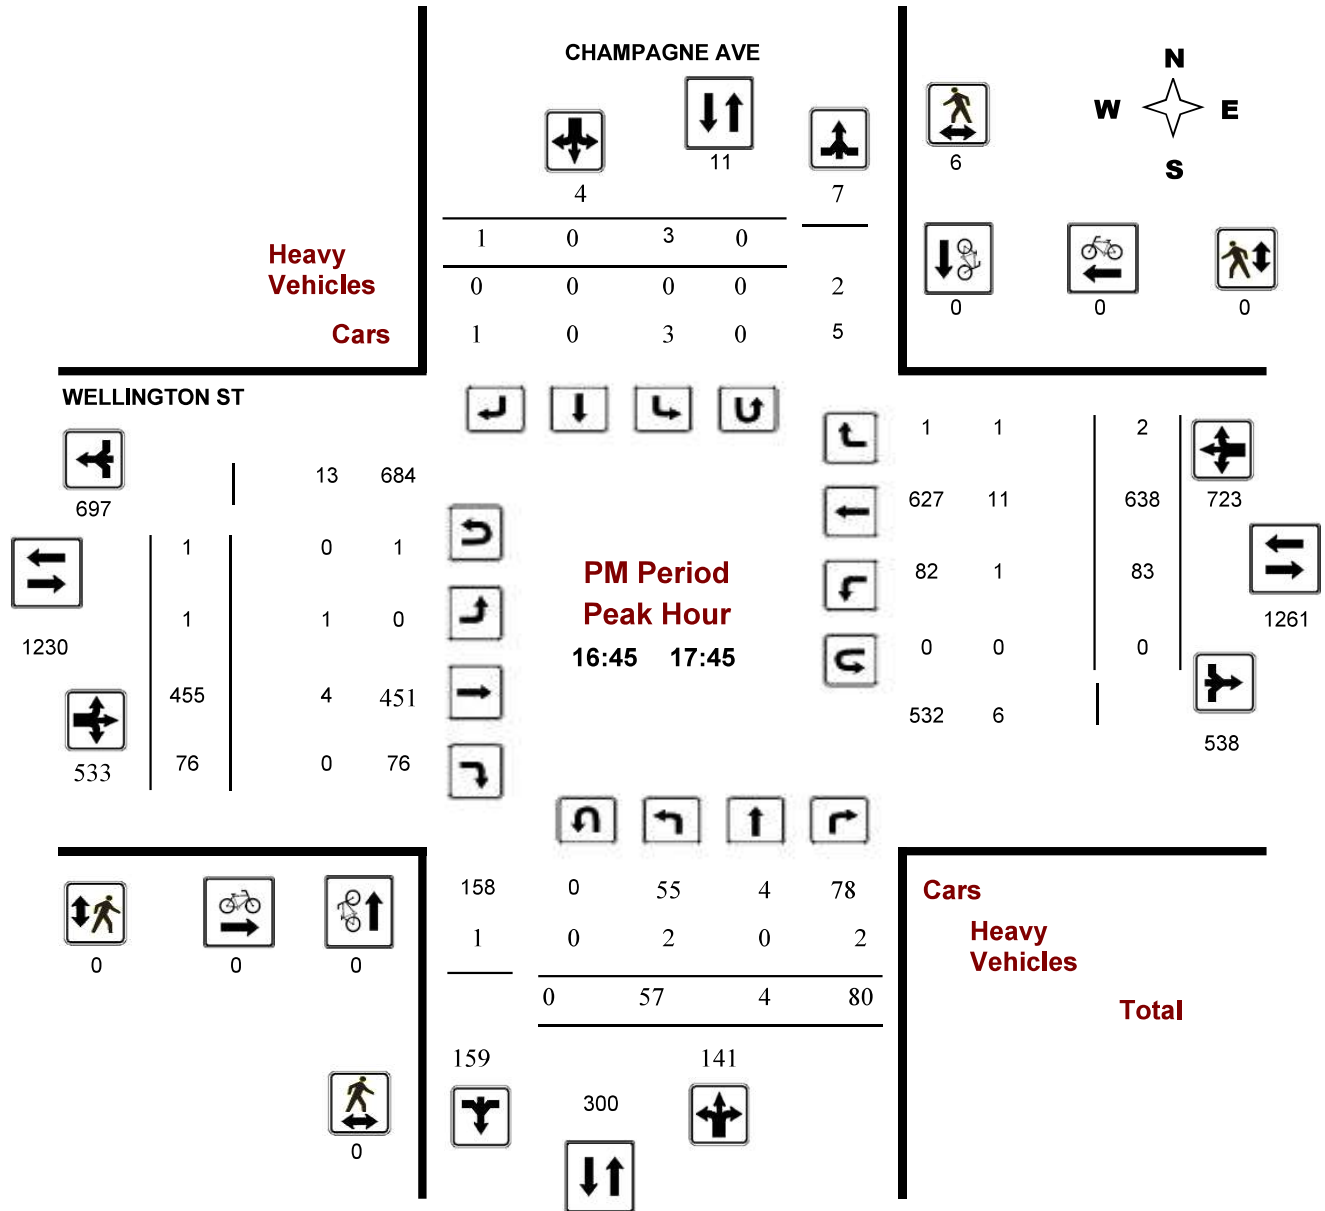 CHAMPAGNE AVE
N
W E
S
11
6
4 7
1 0 3 0
Heavy
Vehicles
0 0 0 0 2
Cars
1 0 3 0 5
0 0 0
WELLINGTON ST
1 1 2
13 684
697
627 11 638 723
1 0 1
PM Period
82 1 83
Peak Hour
1 1 0
1230
1261
16:45 17:45
0 0 0
455 4 451
532 6
538
533 76 0 76
158 0 55 4 78
Cars
1 0 2 0 2
Heavy
Vehicles
0 0 0
0 57 4 80
Total
159 141
300
0